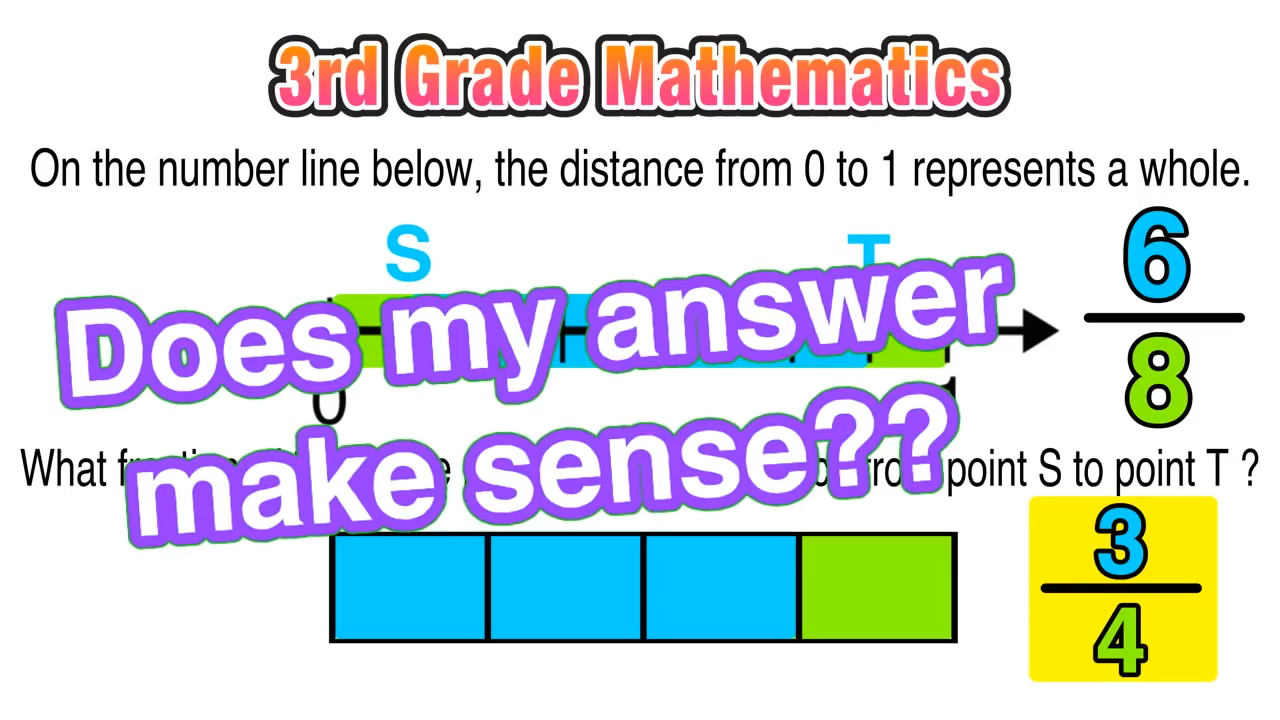 3rd Grade Mathematics
On the number line below, the distance from 0 to 1 represents a whole.
S T
6
8
Does my answer
0 1
make sense??
What point S to point T ?
3
4